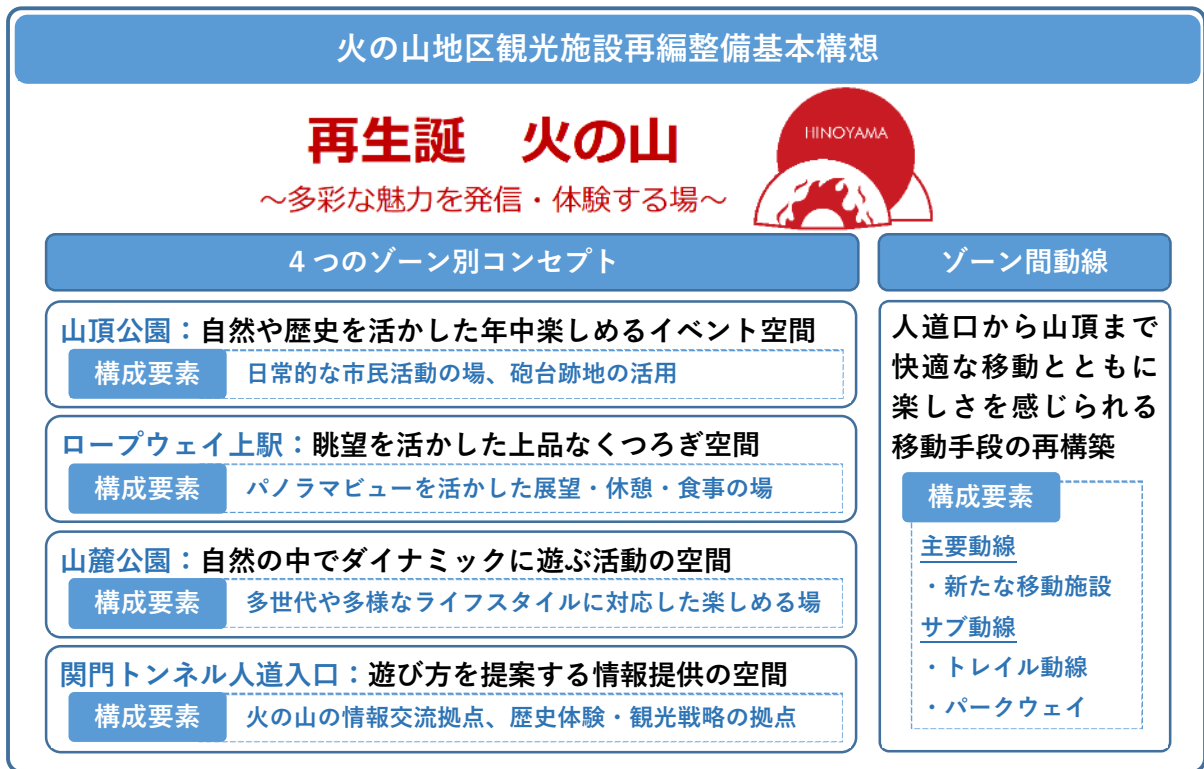 火の山地区観光施設再編整備基本構想
再生誕　火の山
～多彩な魅力を発信・体験する場～
HINOYAMA
4つのゾーン別コンセプト
山頂公園：自然や歴史を活かした年中楽しめるイベント空間
構成要素　日常的な市民活動の場、砲台跡地の活用
ロープウェイ上駅：眺望を活かした上品なくつろぎ空間
構成要素　パノラマビューを活かした展望・休憩・食事の場
山麓公園：自然の中でダイナミックに遊ぶ活動の空間
構成要素　多世代や多様なライフスタイルに対応した楽しめる場
関門トンネル人道入口：遊び方を提案する情報提供の空間
構成要素　火の山の情報交流拠点、歴史体験・観光戦略の拠点
ゾーン間動線
人道口から山頂まで
快適な移動とともに
楽しさを感じられる
移動手段の再構築
構成要素
主要動線
・新たな移動施設
サブ動線
・トレイル動線
・パークウェイ